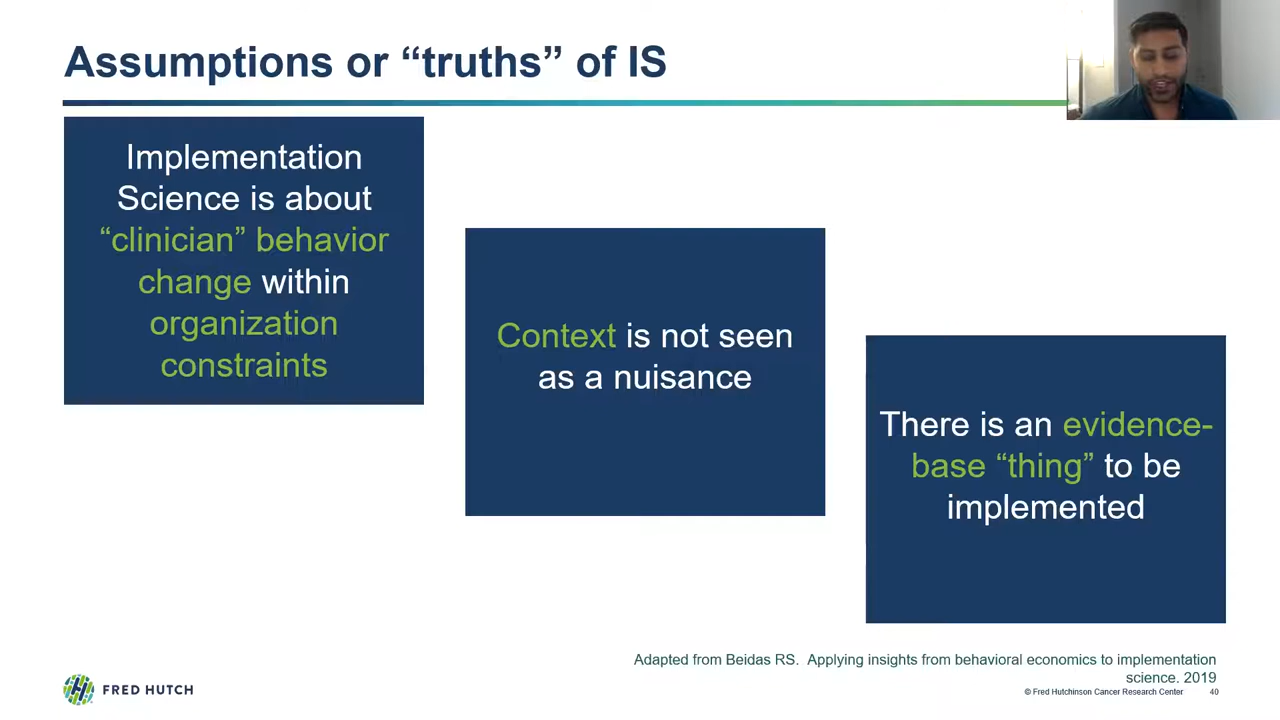 Assumptions or “truths” of IS
Implementation
Science is about
“clinician” behavior
change within
organization
constraints
Context is not seen
as a nuisance
There is an evidence-
base “thing” to be
implemented
Adapted from Beidas RS.  Applying insights from behavioral economics to implementation
science. 2019
© Fred Hutchinson Cancer Research Center 40
FRED HUTCH